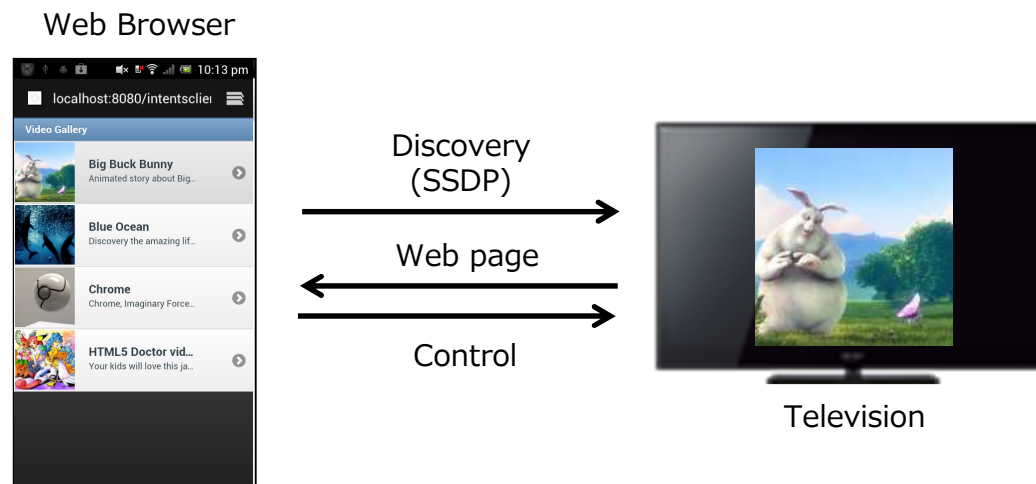 Web Browser
10:13 pm
localhost:8080/intentsclie
Video Gallery
Big Buck Bunny
Animated story about Big...
Blue Ocean
Discovery the amazing lif...
Chrome
Chrome, Imaginary Force...
HTML5 Doctor vid...
Your kids will love this ja...
Discovery
(SSDP)
Web page
Control
Television